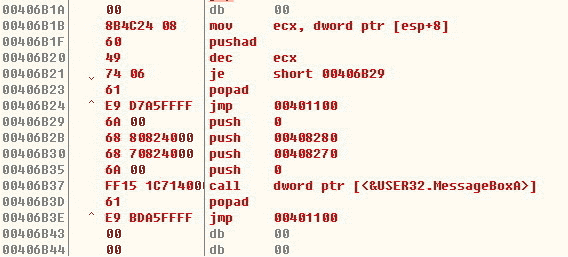 00406B1A 00 db 00
00406B1B 8B4C24 08 mov ecx, dword ptr [esp+8]
00406B1F 60 pushad
00406B20 49 dec ecx
00406B21 ⌄ 74 06 je short 00406B29
00406B23 61 popad
00406B24 ^ E9 D7A5FFFF jmp 00401100
00406B29 6A 00 push 0
00406B2B 68 80824000 push 00408280
00406B30 68 70824000 push 00408270
00406B35 6A 00 push 0
00406B37 FF15 1C71400 call dword ptr [<&USER32.MessageBoxA>]
00406B3D 61 popad
00406B3E ^ E9 BDA5FFFF jmp 00401100
00406B43 00 db 00
00406B44 00 db 00